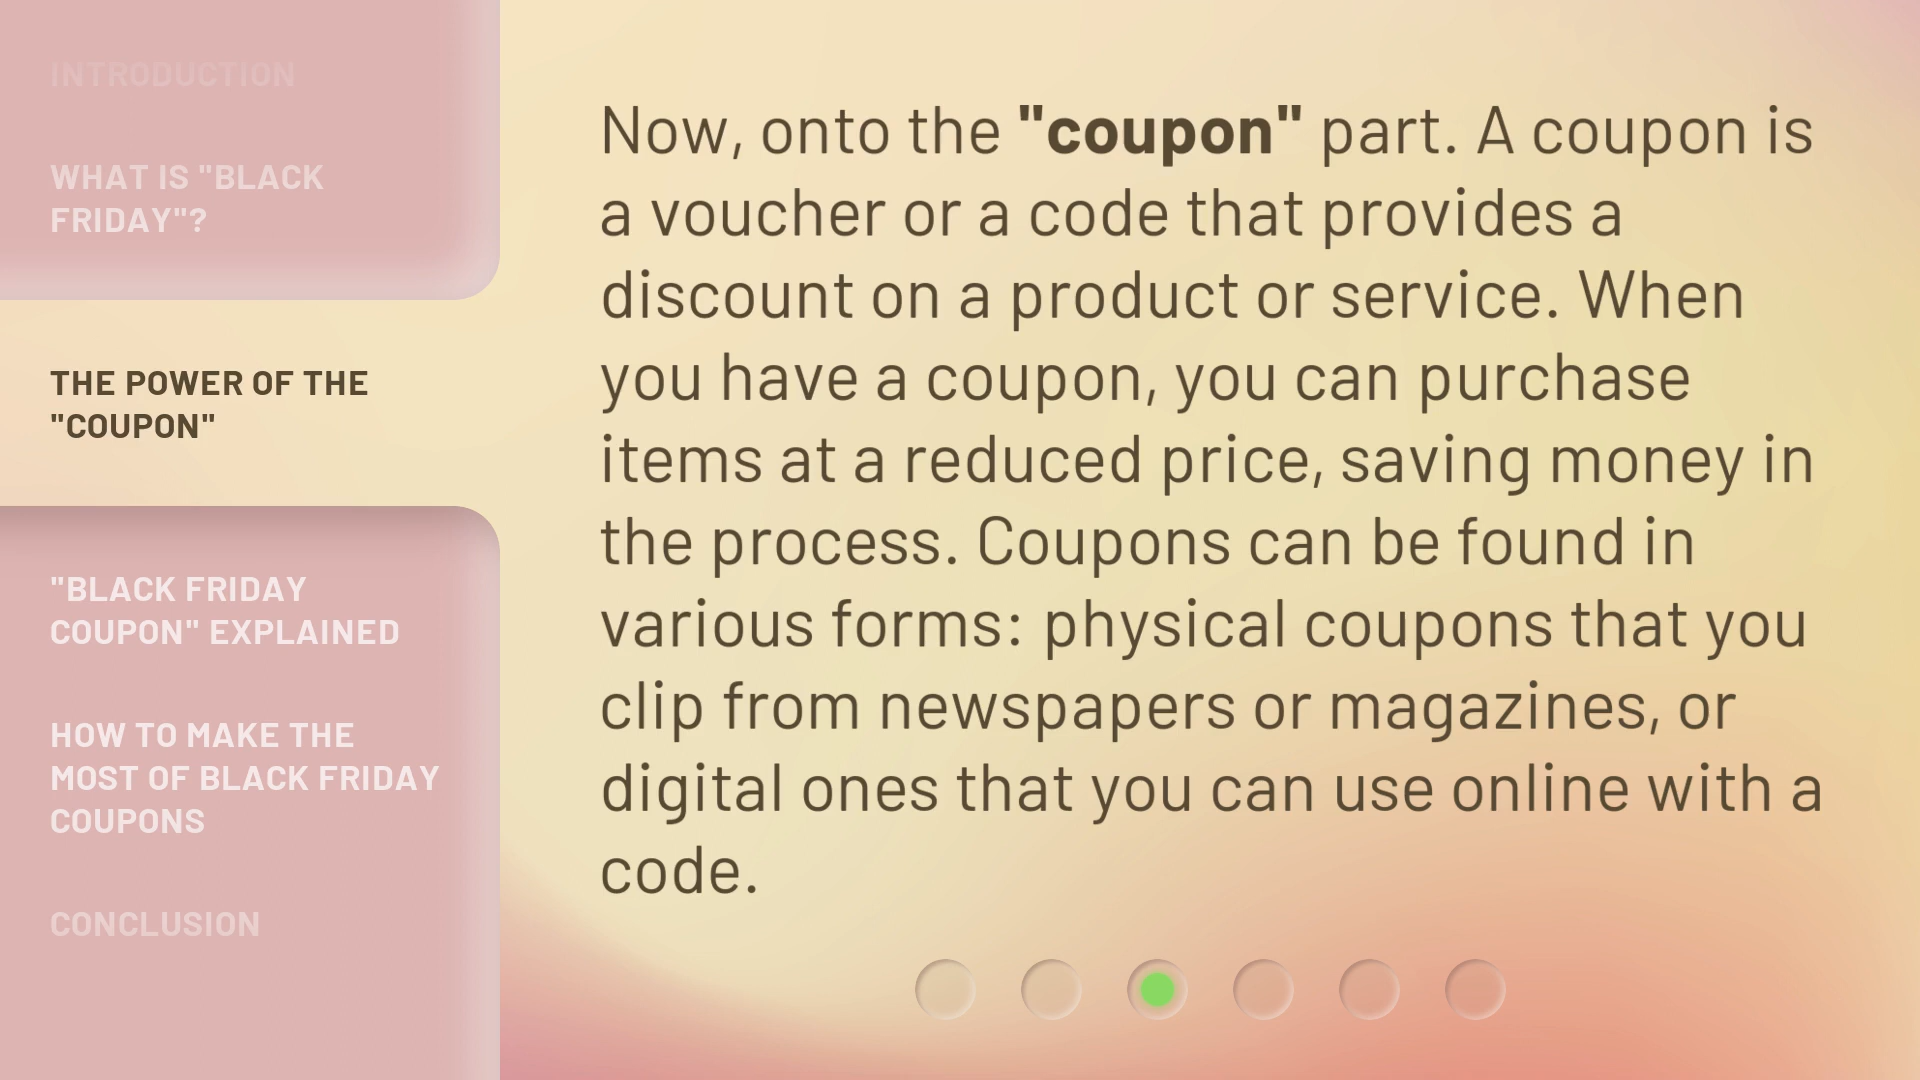 INTRODUCTION
WHAT IS "BLACK
FRIDAY"?
THE POWER OF THE
"COUPON"
"BLACK FRIDAY
COUPON" EXPLAINED
HOW TO MAKE THE
MOST OF BLACK FRIDAY
COUPONS
CONCLUSION
Now, onto the "coupon" part. A coupon is
a voucher or a code that provides a
discount on a product or service. When
you have a coupon, you can purchase
items at a reduced price, saving money in
the process. Coupons can be found in
various forms: physical coupons that you
clip from newspapers or magazines, or
digital ones that you can use online with a
code.